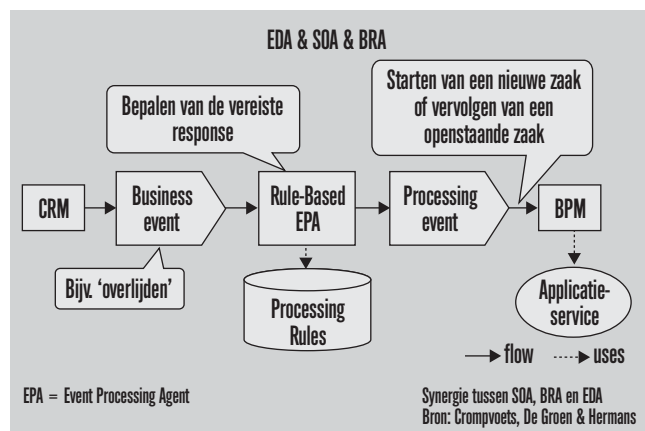 EDA & SOA & BRA
Bepalen van de vereiste
response
Starten van een nieuwe zaak
of vervolgen van een
openstaande zaak
CRM
Business
event
Rule-Based
EPA
Processing
event
BPM
Bijv. ‘overlijden’
Processing
Rules
Applicatie-
service
flow
uses
EPA = Event Processing Agent
Synergie tussen SOA, BRA en EDA
Bron: Crompvoets, De Groen & Hermans